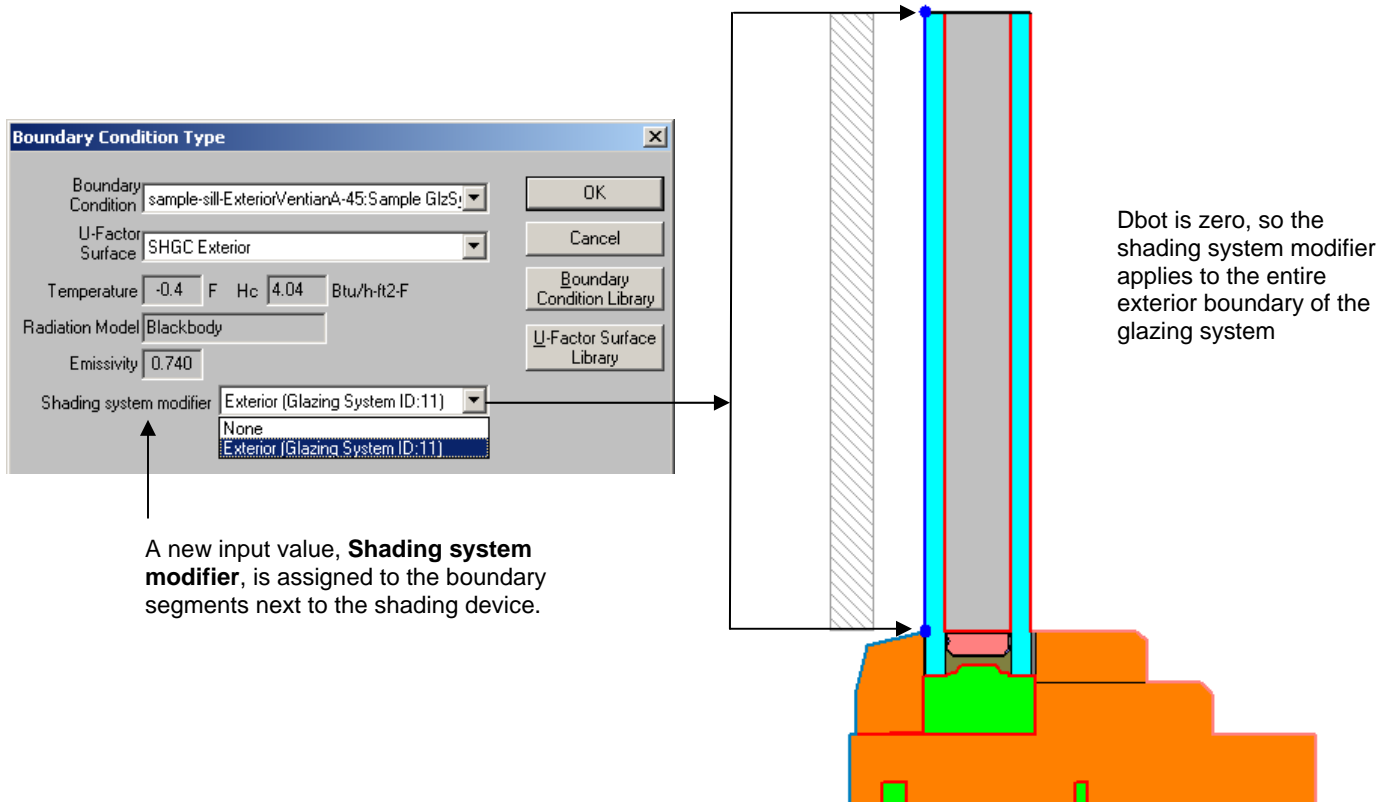 Boundary Condition Type
Boundary Condition
sample-sill-ExteriorVentianA-45:Sample GlzSy
OK
U-Factor Surface
SHGC Exterior
Cancel
Temperature -0.4 F Hc 4.04 Btu/h-ft2-F
Boundary Condition Library
Radiation Model Blackbody
U-Factor Surface Library
Emissivity 0.740
Shading system modifier Exterior (Glazing System ID:11)
None
Exterior (Glazing System ID:11)
A new input value, Shading system
modifier, is assigned to the boundary
segments next to the shading device.
Dbot is zero, so the
shading system modifier
applies to the entire
exterior boundary of the
glazing system